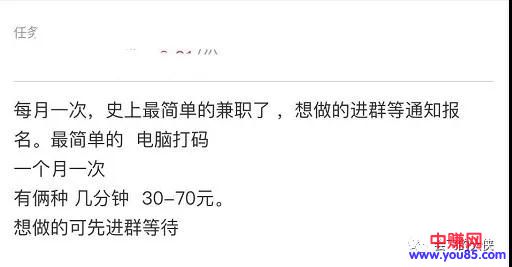 任务
每月一次，史上最简单的兼职了 ，想做的进群等通知报
名。最简单的  电脑打码
一个月一次
有俩种 几分钟  30-70元。
想做的可先进群等待
中赚网
www.you85.com